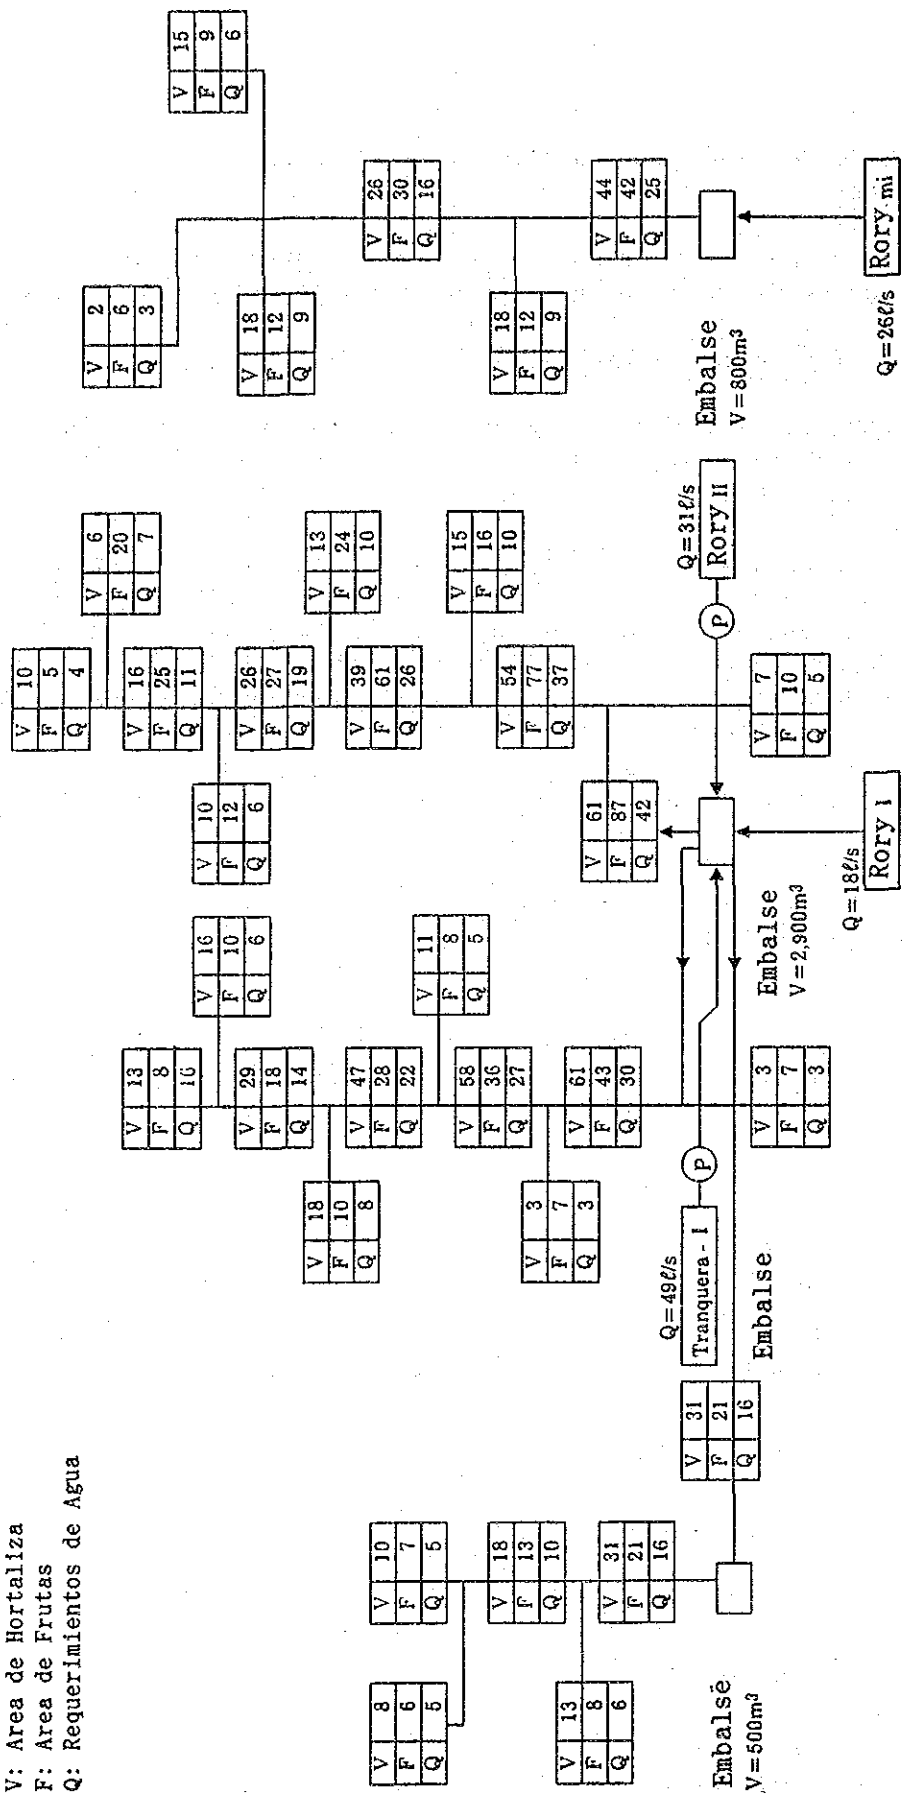 V: Area de Hortaliza
F: Area de Frutas
Q: Requerimientos de Agua
V 8
F 6
Q 5
V 10
F 7
Q 5
V 18
F 13
Q 10
V 13
F 8
Q 6
V 31
F 21
Q 16
Embalse
V=500m³
V 31
F 21
Q 16
Embalse
V 13
F 8
Q 16
V 16
F 10
Q 6
V 29
F 18
Q 14
V 18
F 10
Q 8
V 47
F 28
Q 22
V 11
F 8
Q 5
V 58
F 36
Q 27
V 3
F 7
Q 3
V 61
F 43
Q 30
V 3
F 7
Q 3
Q=49ℓ/s
Tranquera-I
P
V 10
F 5
Q 4
V 6
F 20
Q 7
V 16
F 25
Q 11
V 10
F 12
Q 6
V 26
F 27
Q 19
V 13
F 24
Q 10
V 39
F 61
Q 26
V 15
F 16
Q 10
V 54
F 77
Q 37
V 61
F 87
Q 42
V 7
F 10
Q 5
Embalse
V=2,900m³
Q=18ℓ/s
Rory I
P
Q=31ℓ/s
Rory II
V 2
F 6
Q 3
V 15
F 9
Q 6
V 18
F 12
Q 9
V 26
F 30
Q 16
V 18
F 12
Q 9
V 44
F 42
Q 25
Embalse
V=800m³
Q=26ℓ/s
Rory mi